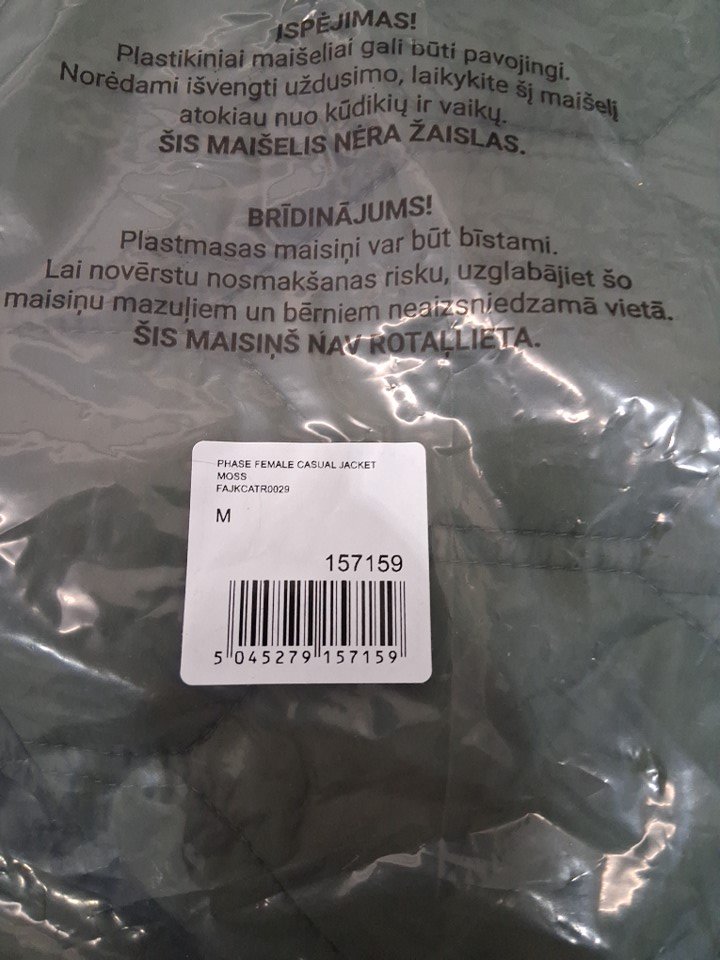 ISPĖJIMAS!
Plastikiniai maišeliai gali būti pavojingi.
Norėdami išvengti uždusimo, laikykite šį maišelį
atokiau nuo kūdikių ir vaikų.
ŠIS MAIŠELIS NĖRA ŽAISLAS.
BRĪDINĀJUMS!
Plastmasas maisiņi var būt bīstami.
Lai novērstu nosmakšanas risku, uzglabājiet šo
maisiņu mazuļiem un bērniem neaizsniedzamā vietā.
ŠIS MAISIŅŠ NAV ROTAĻLIETA.
PHASE FEMALE CASUAL JACKET
MOSS
FAJKCATR0029
M
157159
5 045279 157159